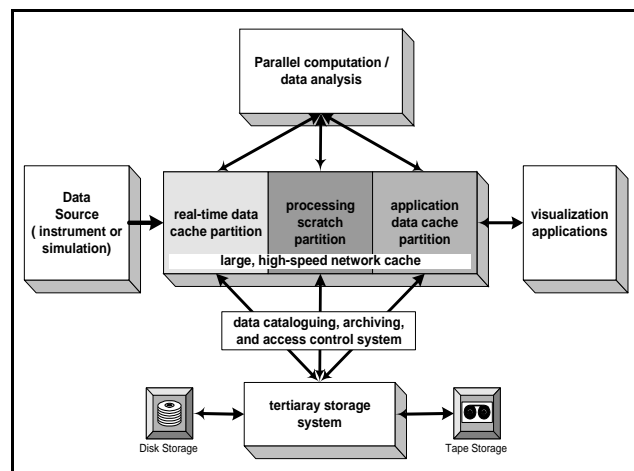 Parallel computation /
data analysis
Data
Source
( instrument or
simulation)
real-time data
cache partition
processing
scratch
partition
application
data cache
partition
large, high-speed network cache
visualization
applications
data cataloguing, archiving,
and access control system
tertiaray storage
system
Disk Storage
Tape Storage